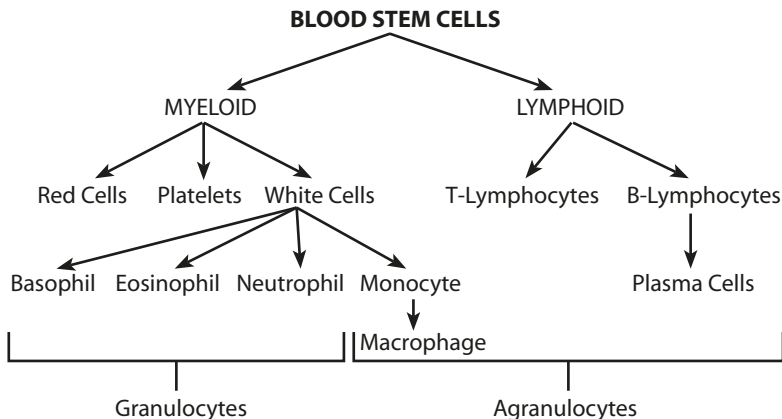 BLOOD STEM CELLS
MYELOID LYMPHOID
Red Cells Platelets White Cells T-Lymphocytes B-Lymphocytes
Basophil Eosinophil Neutrophil Monocyte Plasma Cells
Macrophage
Granulocytes Agranulocytes